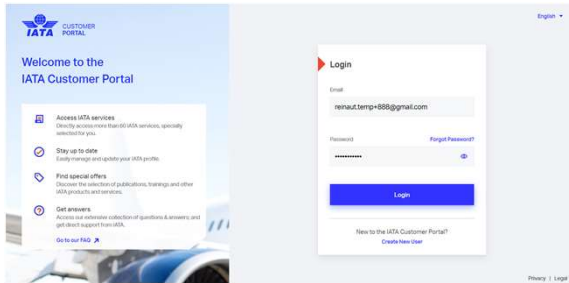 IATA
CUSTOMER
PORTAL
English
Welcome to the
IATA Customer Portal
Access IATA services
Directly access more than 60 IATA services, specially
selected for you.
Stay up to date
Easily manage and update your IATA profile.
Find special offers
Discover the selection of publications, trainings and other
IATA products and services.
Get answers
Access our extensive collection of questions & answers; and
get direct support from IATA.
Go to our FAQ
Login
Email
reinaut.temp+888@gmail.com
Password Forgot Password?
•••••••••••
Login
New to the IATA Customer Portal?
Create New User
Privacy | Legal